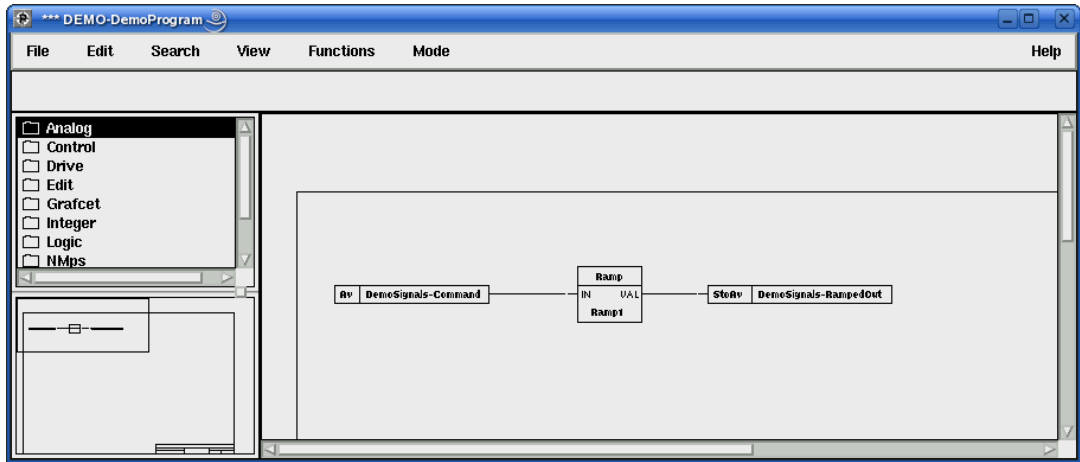 *** DEMO-DemoProgram
File Edit Search View Functions Mode Help
Analog
Control
Drive
Edit
Grafcet
Integer
Logic
NMps
Av DemoSignals-Command
Ramp
IN VAL
Ramp1
StoAv DemoSignals-RampedOut